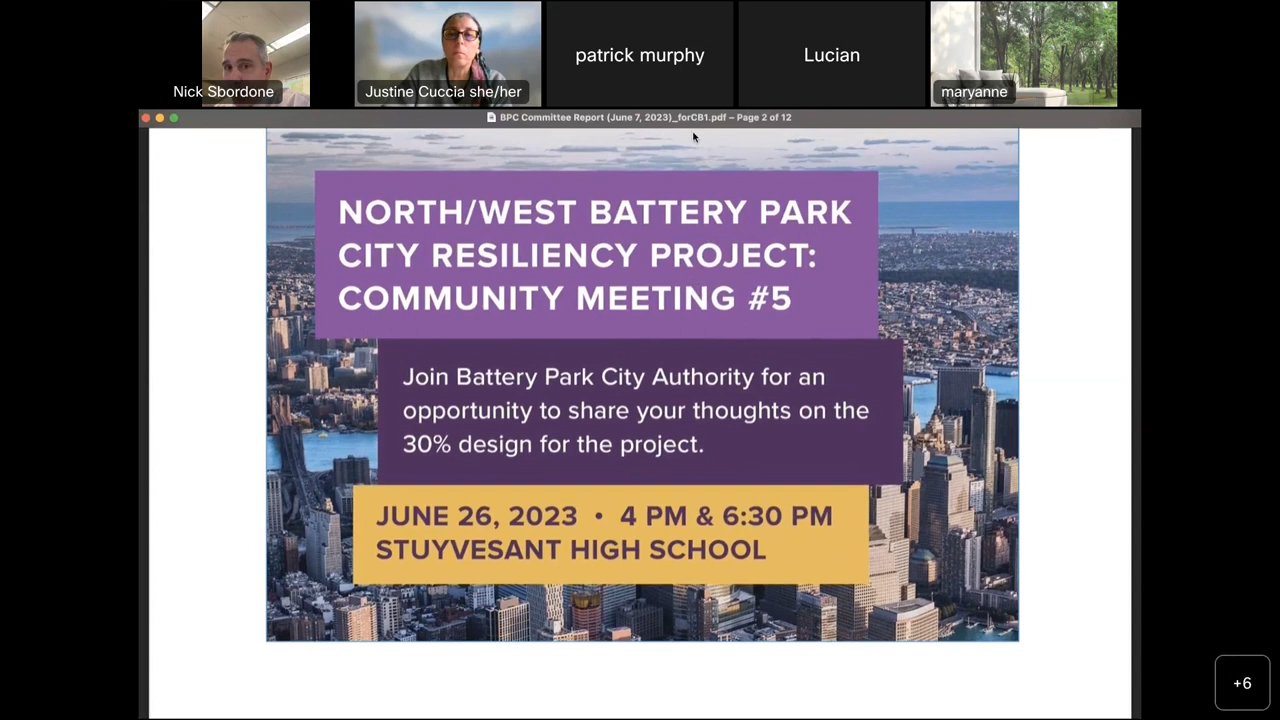 patrick murphy
Lucian
Nick Sbordone
Justine Cuccia she/her
maryanne
BPC Committee Report (June 7, 2023)_forCB1.pdf – Page 2 of 12
NORTH/WEST BATTERY PARK
CITY RESILIENCY PROJECT:
COMMUNITY MEETING #5
Join Battery Park City Authority for an
opportunity to share your thoughts on the
30% design for the project.
JUNE 26, 2023 • 4 PM & 6:30 PM
STUYVESANT HIGH SCHOOL
+6